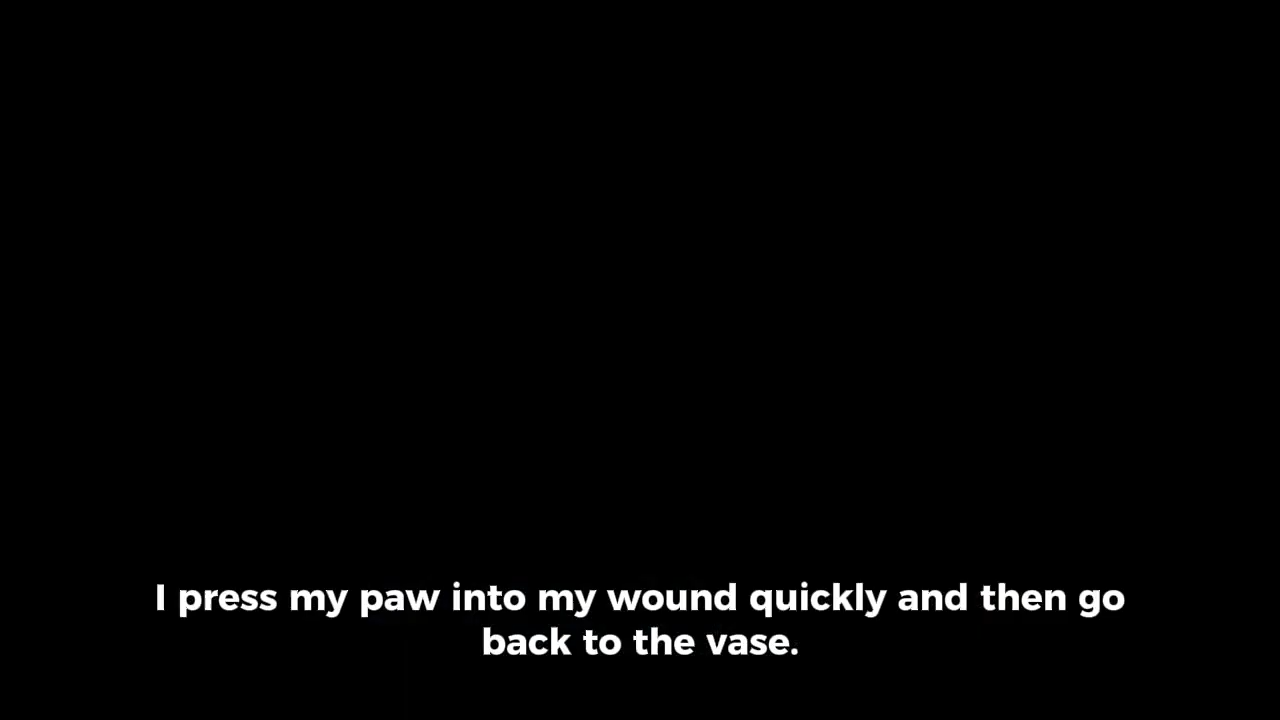 I press my paw into my wound quickly and then go
back to the vase.